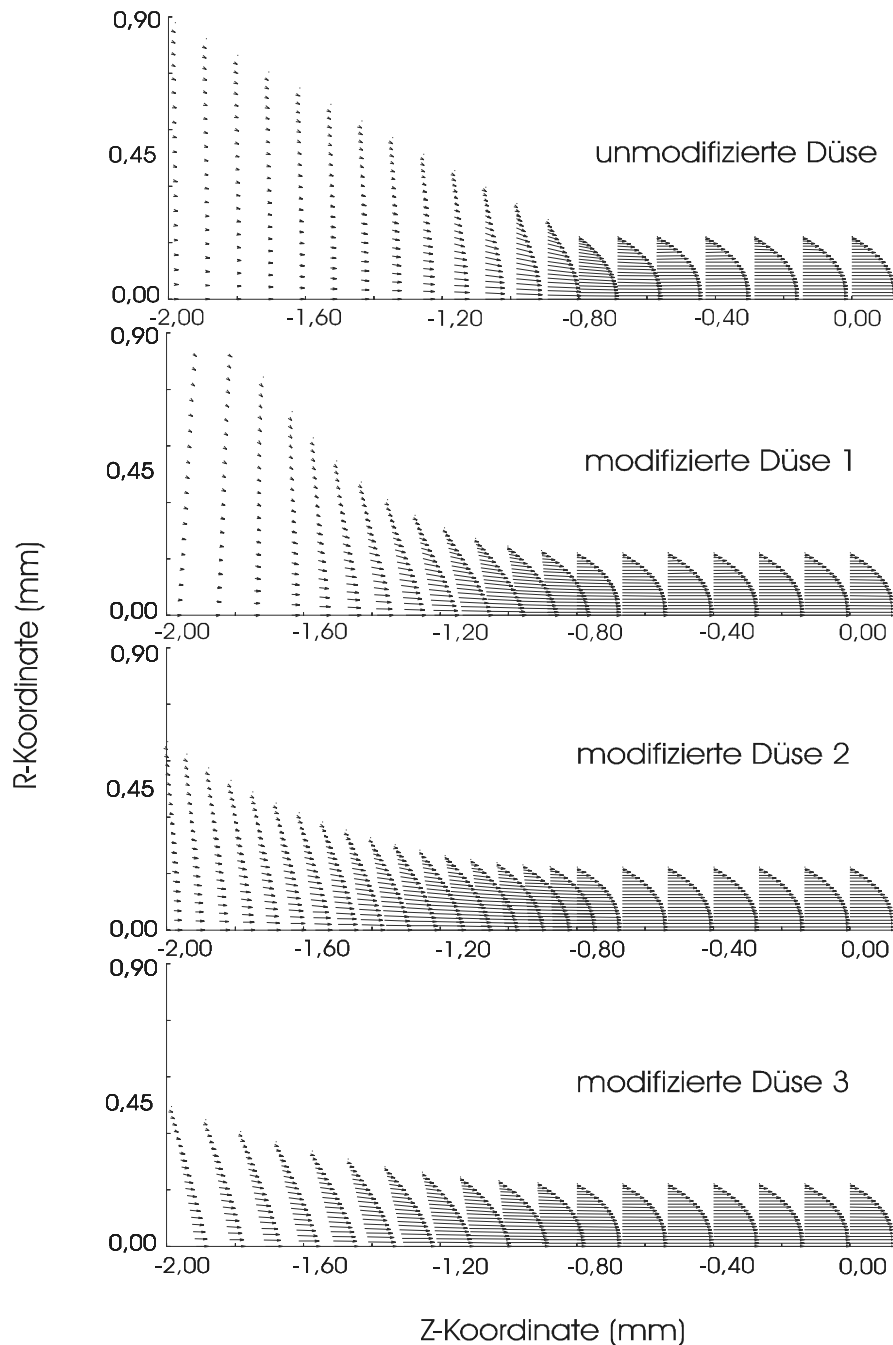 0,90
0,45
0,00
unmodifizierte Düse
-2,00 -1,60 -1,20 -0,80 -0,40 0,00
0,90
0,45
0,00
modifizierte Düse 1
-2,00 -1,60 -1,20 -0,80 -0,40 0,00
R-Koordinate (mm)
0,90
0,45
0,00
modifizierte Düse 2
-2,00 -1,60 -1,20 -0,80 -0,40 0,00
0,90
0,45
0,00
modifizierte Düse 3
-2,00 -1,60 -1,20 -0,80 -0,40 0,00
Z-Koordinate (mm)